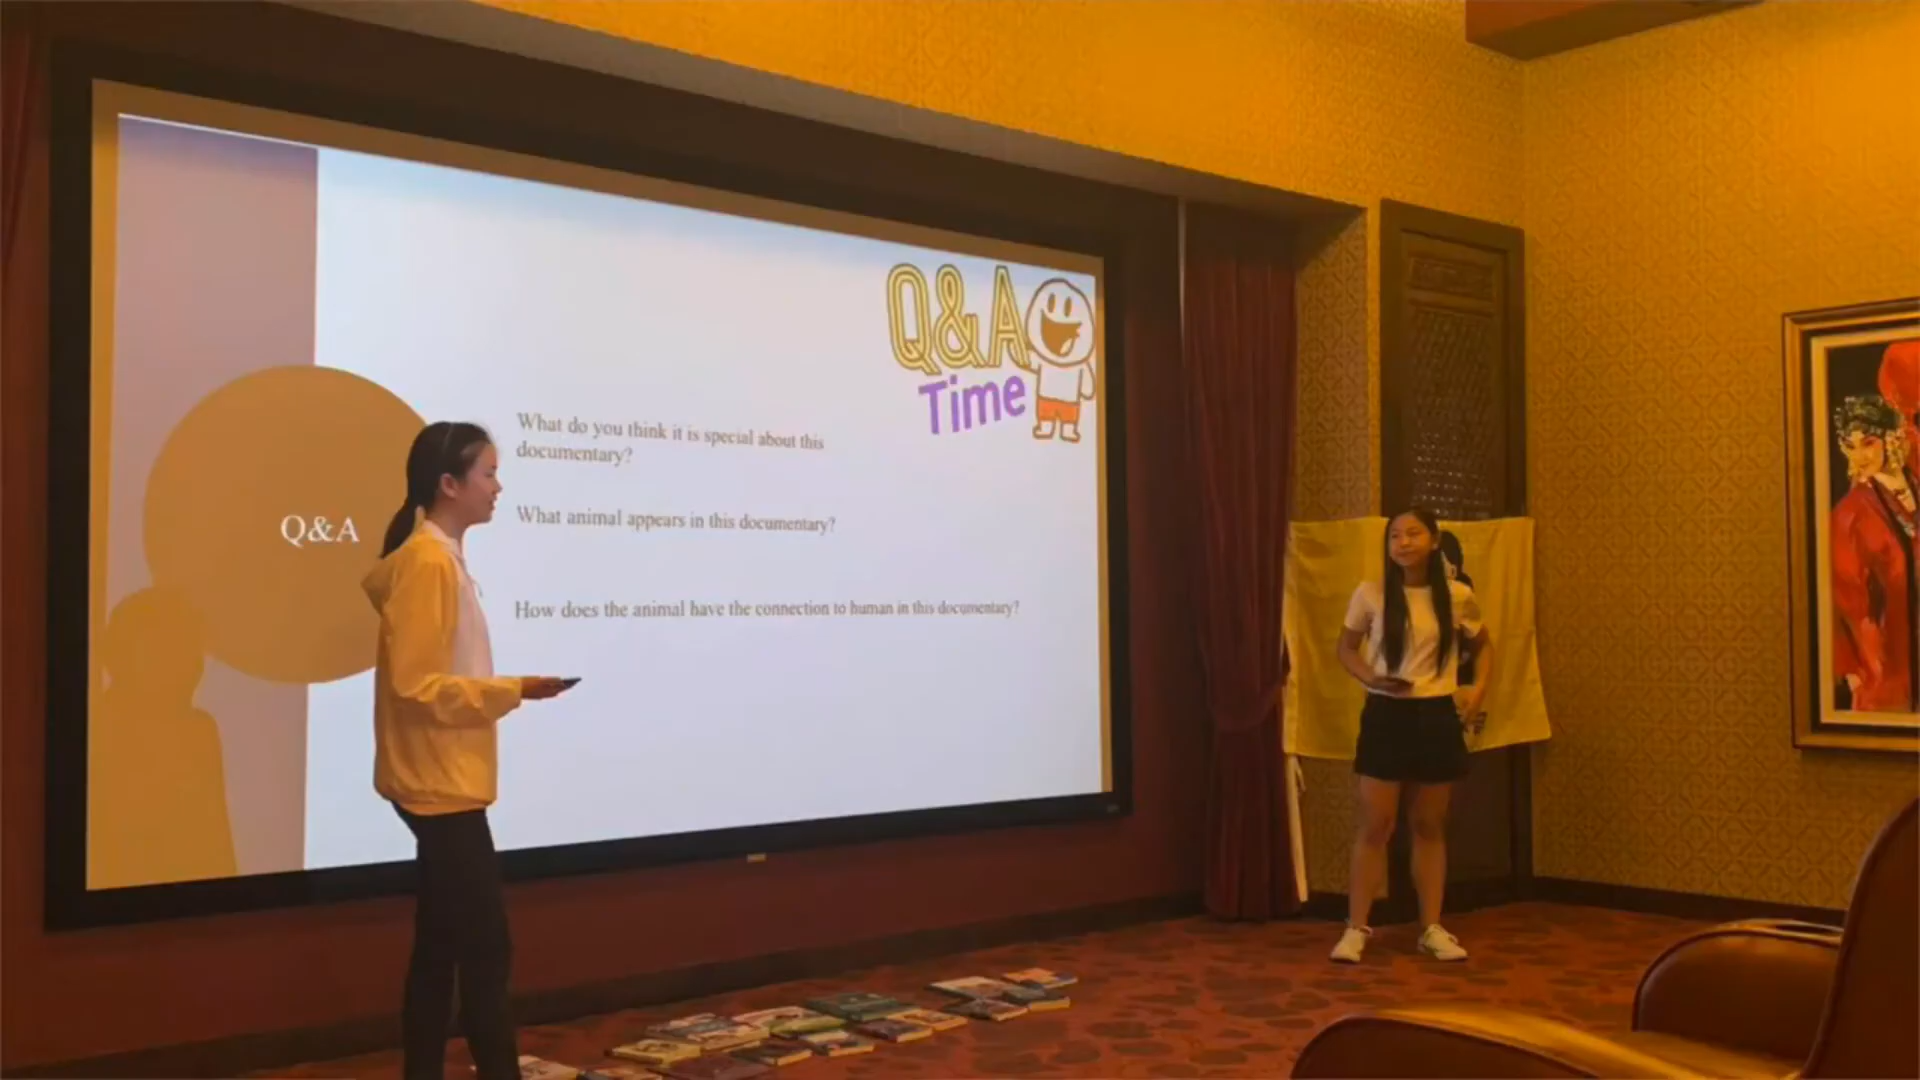 Q&A
Time
Q&A
What do you think it is special about this
documentary?
What animal appears in this documentary?
How does the animal have the connection to human in this documentary?